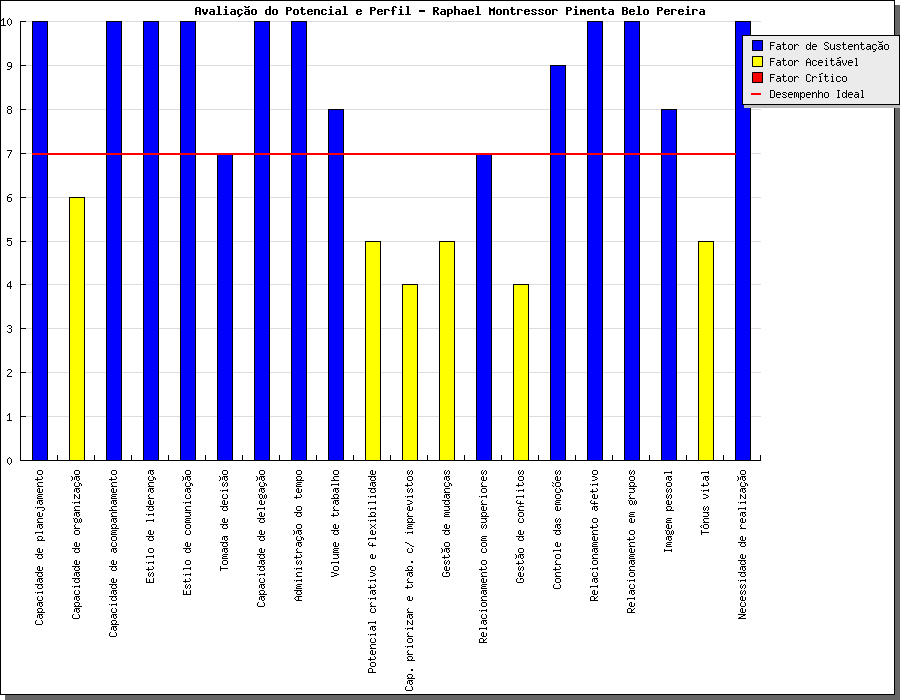 Avaliação do Potencial e Perfil - Raphael Montressor Pimenta Belo Pereira
10
9
8
7
6
5
4
3
2
1
0
Fator de Sustentação
Fator Aceitável
Fator Crítico
Desempenho Ideal
Capacidade de planejamento
Capacidade de organização
Capacidade de acompanhamento
Estilo de liderança
Estilo de comunicação
Tomada de decisão
Capacidade de delegação
Administração do tempo
Volume de trabalho
Potencial criativo e flexibilidade
Cap. priorizar e trab. c/ imprevistos
Gestão de mudanças
Relacionamento com superiores
Gestão de conflitos
Controle das emoções
Relacionamento afetivo
Relacionamento em grupos
Imagem pessoal
Tônus vital
Necessidade de realização